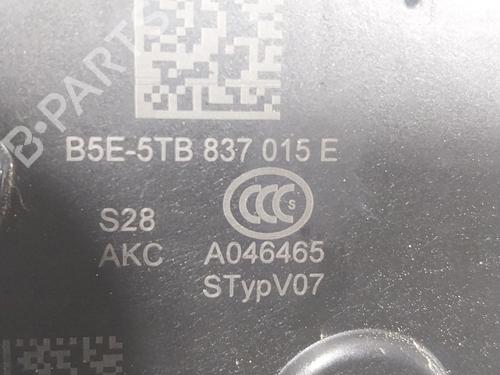 B-PARTS
B5E-5TB 837 015 E
CCC S
S28
AKC A046465
STypV07